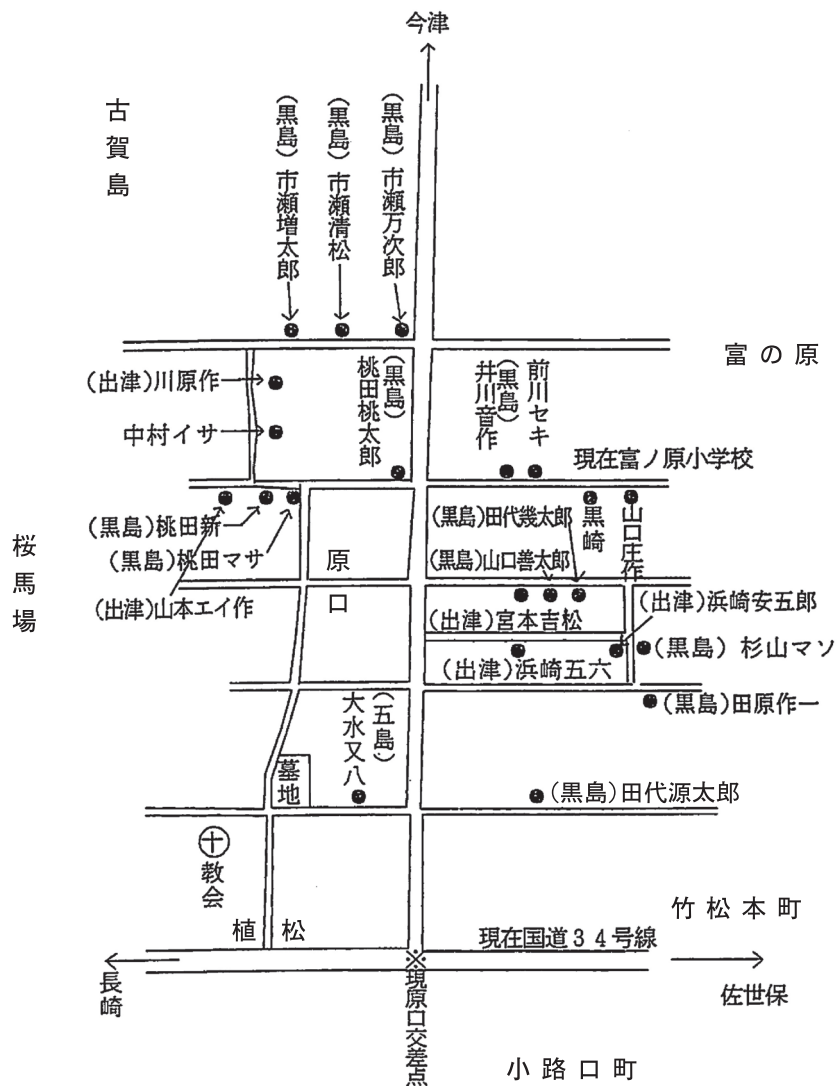 今津
古賀島
(黒島)市瀬増太郎
(黒島)市瀬清松
(黒島)市瀬万次郎
富の原
(出津)川原作
中村イサ
(黒島)桃田桃太郎
(黒島)井川音作
前川セキ
現在富ノ原小学校
桜馬場
(黒島)桃田新
(黒島)桃田マサ
(出津)山本エイ作
原口
(黒島)田代幾太郎
(黒島)山口善太郎
黒崎
山口庄作
(出津)宮本吉松
(出津)浜崎安五郎
(出津)浜崎五六
(黒島)杉山マソ
(黒島)田原作一
(五島)大水又八
墓地
(黒島)田代源太郎
教会
植松
竹松本町
現在国道34号線
長崎
※現原口交差点
佐世保
小路口町